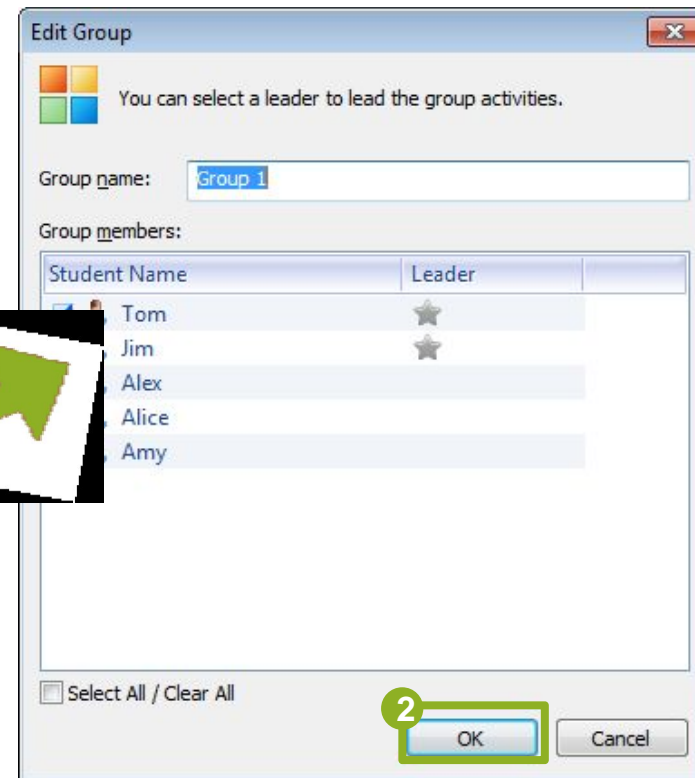 Edit Group
You can select a leader to lead the group activities.
Group name: Group 1
Group members:
Student Name Leader
Tom
Jim
Alex
Alice
Amy
Select All / Clear All
2
OK Cancel